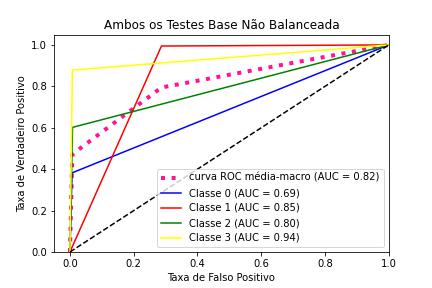 Ambos os Testes Base Não Balanceada
Taxa de Verdadeiro Positivo
1.0
0.8
0.6
0.4
0.2
0.0
curva ROC média-macro (AUC = 0.82)
Classe 0 (AUC = 0.69)
Classe 1 (AUC = 0.85)
Classe 2 (AUC = 0.80)
Classe 3 (AUC = 0.94)
0.0 0.2 0.4 0.6 0.8 1.0
Taxa de Falso Positivo